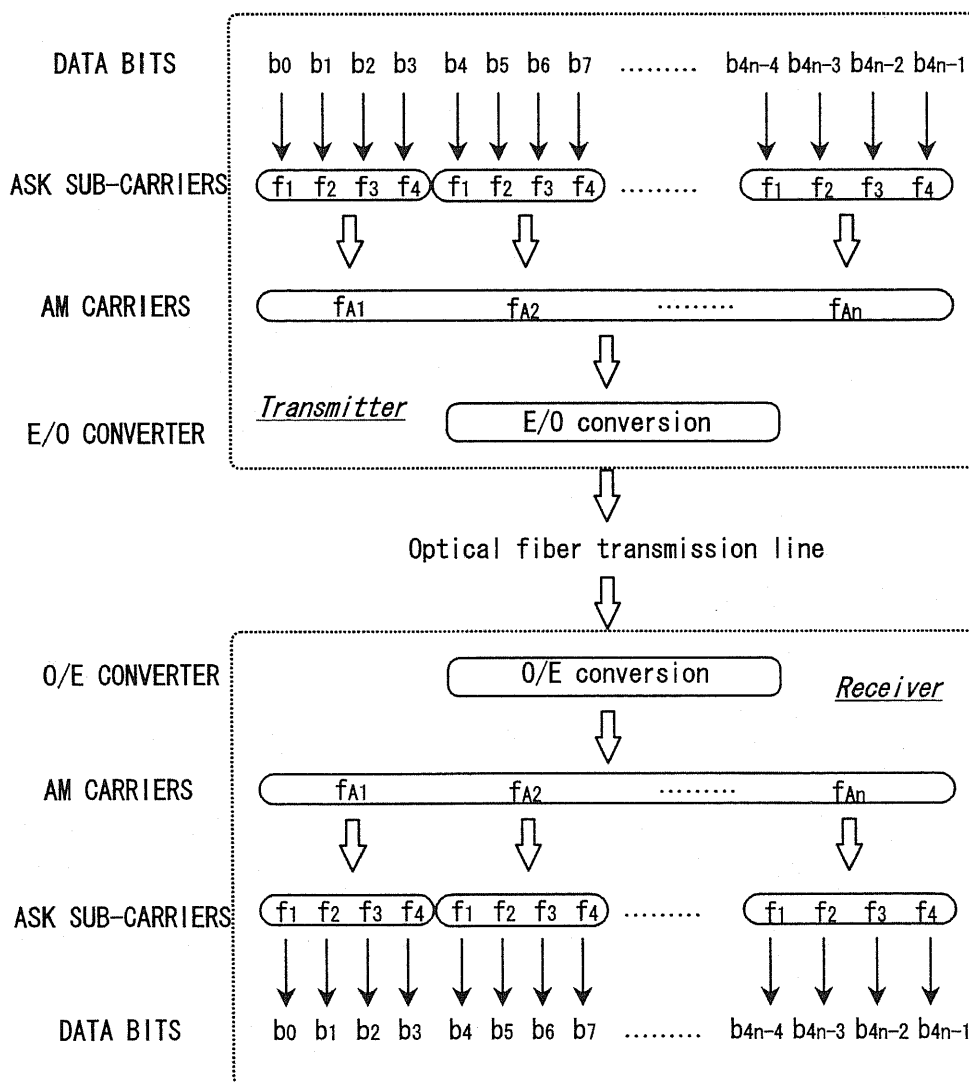 DATA BITS b0 b1 b2 b3 b4 b5 b6 b7 ......... b4n-4 b4n-3 b4n-2 b4n-1
ASK SUB-CARRIERS f1 f2 f3 f4 f1 f2 f3 f4 ......... f1 f2 f3 f4
AM CARRIERS fA1 fA2 ......... fAn
Transmitter
E/O CONVERTER E/O conversion
Optical fiber transmission line
O/E CONVERTER O/E conversion
Receiver
AM CARRIERS fA1 fA2 ......... fAn
ASK SUB-CARRIERS f1 f2 f3 f4 f1 f2 f3 f4 ......... f1 f2 f3 f4
DATA BITS b0 b1 b2 b3 b4 b5 b6 b7 ......... b4n-4 b4n-3 b4n-2 b4n-1